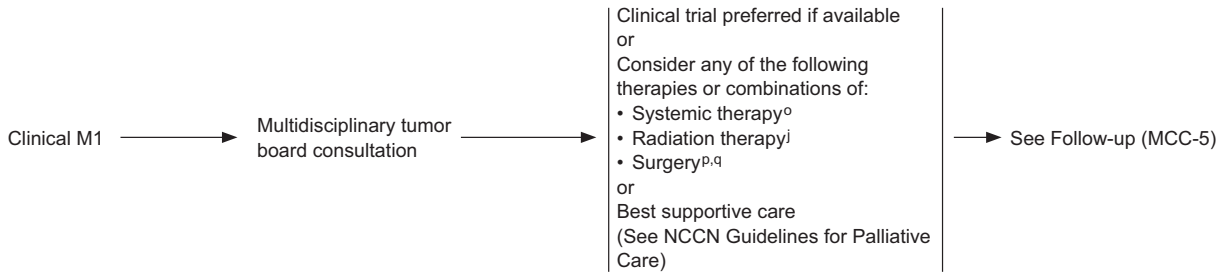 Clinical M1
Multidisciplinary tumor
board consultation
Clinical trial preferred if available
or
Consider any of the following
therapies or combinations of:
• Systemic therapyᵒ
• Radiation therapyʲ
• Surgeryᵖ,�q
or
Best supportive care
(See NCCN Guidelines for Palliative
Care)
See Follow-up (MCC-5)